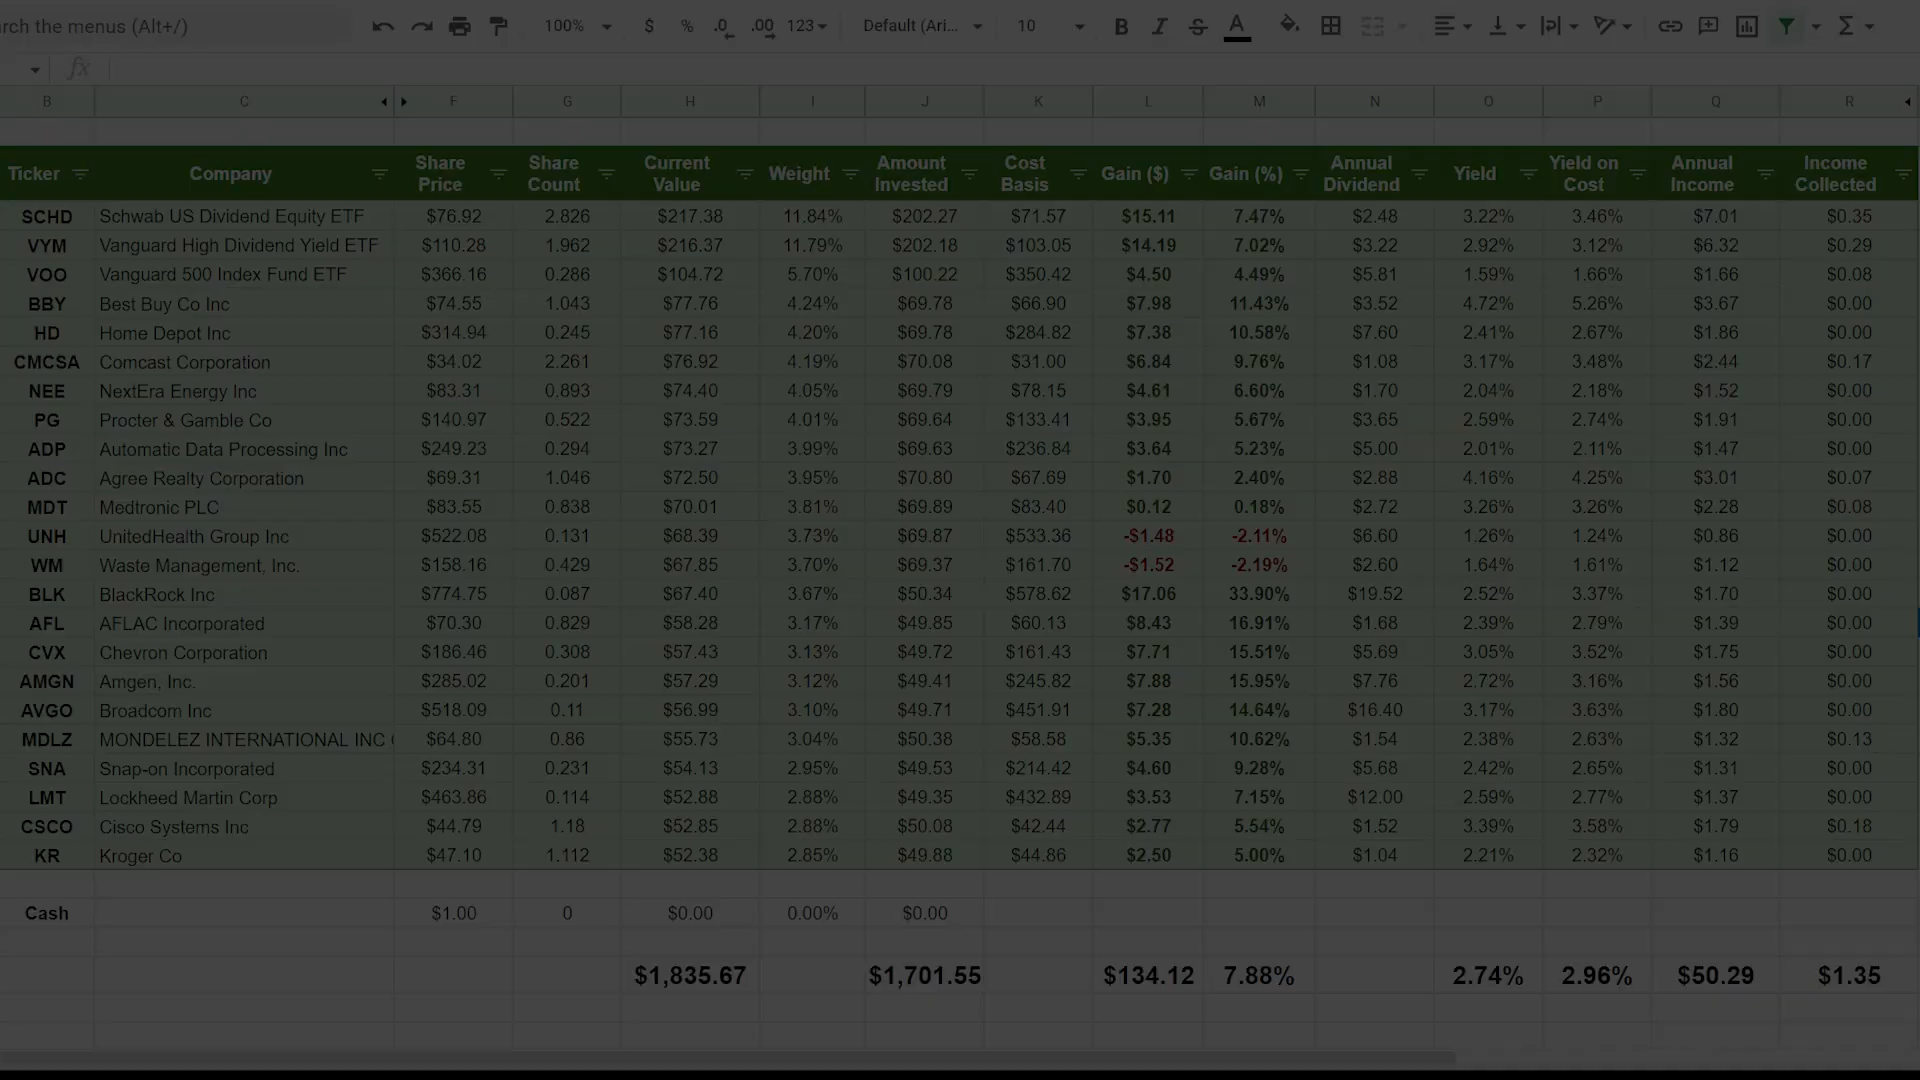 rch the menus (Alt+/)
100% $ % .0 .00 123 Default (Ari... 10 B I S A Σ
fx
B C F G H I J K L M N O P Q R
Ticker Company Share Price Share Count Current Value Weight Amount Invested Cost Basis Gain ($) Gain (%) Annual Dividend Yield Yield on Cost Annual Income Income Collected
SCHD Schwab US Dividend Equity ETF $76.92 2.826 $217.38 11.84% $202.27 $71.57 $15.11 7.47% $2.48 3.22% 3.46% $7.01 $0.35
VYM Vanguard High Dividend Yield ETF $110.28 1.962 $216.37 11.79% $202.18 $103.05 $14.19 7.02% $3.22 2.92% 3.12% $6.32 $0.29
VOO Vanguard 500 Index Fund ETF $366.16 0.286 $104.72 5.70% $100.22 $350.42 $4.50 4.49% $5.81 1.59% 1.66% $1.66 $0.08
BBY Best Buy Co Inc $74.55 1.043 $77.76 4.24% $69.78 $66.90 $7.98 11.43% $3.52 4.72% 5.26% $3.67 $0.00
HD Home Depot Inc $314.94 0.245 $77.16 4.20% $69.78 $284.82 $7.38 10.58% $7.60 2.41% 2.67% $1.86 $0.00
CMCSA Comcast Corporation $34.02 2.261 $76.92 4.19% $70.08 $31.00 $6.84 9.76% $1.08 3.17% 3.48% $2.44 $0.17
NEE NextEra Energy Inc $83.31 0.893 $74.40 4.05% $69.79 $78.15 $4.61 6.60% $1.70 2.04% 2.18% $1.52 $0.00
PG Procter & Gamble Co $140.97 0.522 $73.59 4.01% $69.64 $133.41 $3.95 5.67% $3.65 2.59% 2.74% $1.91 $0.00
ADP Automatic Data Processing Inc $249.23 0.294 $73.27 3.99% $69.63 $236.84 $3.64 5.23% $5.00 2.01% 2.11% $1.47 $0.00
ADC Agree Realty Corporation $69.31 1.046 $72.50 3.95% $70.80 $67.69 $1.70 2.40% $2.88 4.16% 4.25% $3.01 $0.07
MDT Medtronic PLC $83.55 0.838 $70.01 3.81% $69.89 $83.40 $0.12 0.18% $2.72 3.26% 3.26% $2.28 $0.08
UNH UnitedHealth Group Inc $522.08 0.131 $68.39 3.73% $69.87 $533.36 -$1.48 -2.11% $6.60 1.26% 1.24% $0.86 $0.00
WM Waste Management, Inc. $158.16 0.429 $67.85 3.70% $69.37 $161.70 -$1.52 -2.19% $2.60 1.64% 1.61% $1.12 $0.00
BLK BlackRock Inc $774.75 0.087 $67.40 3.67% $50.34 $578.62 $17.06 33.90% $19.52 2.52% 3.37% $1.70 $0.00
AFL AFLAC Incorporated $70.30 0.829 $58.28 3.17% $49.85 $60.13 $8.43 16.91% $1.68 2.39% 2.79% $1.39 $0.00
CVX Chevron Corporation $186.46 0.308 $57.43 3.13% $49.72 $161.43 $7.71 15.51% $5.69 3.05% 3.52% $1.75 $0.00
AMGN Amgen, Inc. $285.02 0.201 $57.29 3.12% $49.41 $245.82 $7.88 15.95% $7.76 2.72% 3.16% $1.56 $0.00
AVGO Broadcom Inc $518.09 0.11 $56.99 3.10% $49.71 $451.91 $7.28 14.64% $16.40 3.17% 3.63% $1.80 $0.00
MDLZ MONDELEZ INTERNATIONAL INC $64.80 0.86 $55.73 3.04% $50.38 $58.58 $5.35 10.62% $1.54 2.38% 2.63% $1.32 $0.13
SNA Snap-on Incorporated $234.31 0.231 $54.13 2.95% $49.53 $214.42 $4.60 9.28% $5.68 2.42% 2.65% $1.31 $0.00
LMT Lockheed Martin Corp $463.86 0.114 $52.88 2.88% $49.35 $432.89 $3.53 7.15% $12.00 2.59% 2.77% $1.37 $0.00
CSCO Cisco Systems Inc $44.79 1.18 $52.85 2.88% $50.08 $42.44 $2.77 5.54% $1.52 3.39% 3.58% $1.79 $0.18
KR Kroger Co $47.10 1.112 $52.38 2.85% $49.88 $44.86 $2.50 5.00% $1.04 2.21% 2.32% $1.16 $0.00
Cash $1.00 0 $0.00 0.00% $0.00
$1,835.67 $1,701.55 $134.12 7.88% 2.74% 2.96% $50.29 $1.35